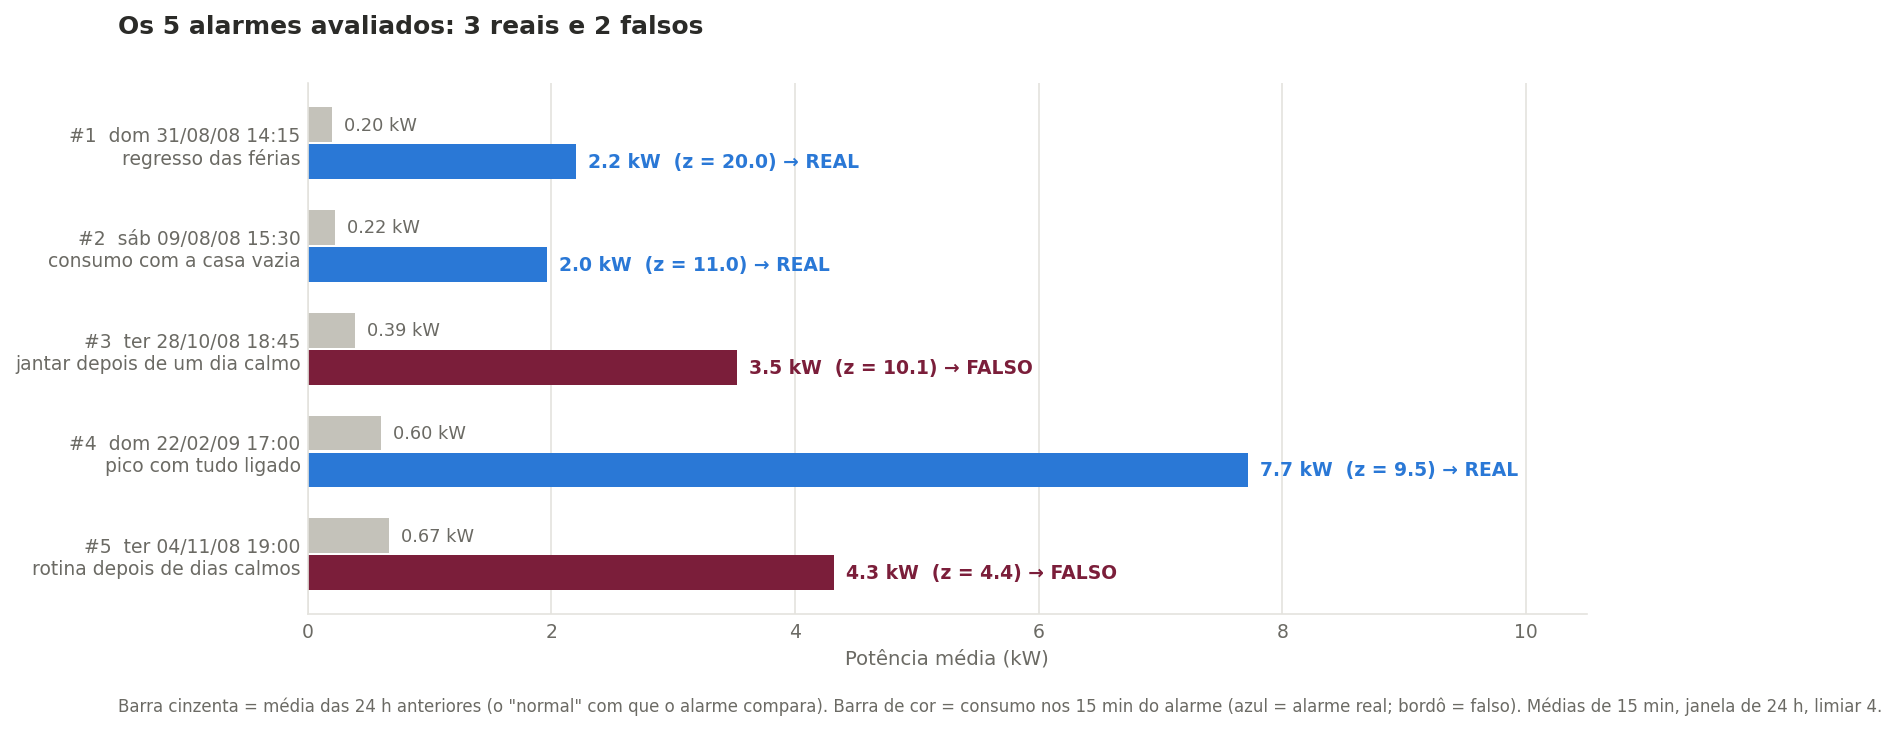 Os 5 alarmes avaliados: 3 reais e 2 falsos
#1  dom 31/08/08 14:15
regresso das férias
0.20 kW
2.2 kW  (z = 20.0) → REAL
#2  sáb 09/08/08 15:30
consumo com a casa vazia
0.22 kW
2.0 kW  (z = 11.0) → REAL
#3  ter 28/10/08 18:45
jantar depois de um dia calmo
0.39 kW
3.5 kW  (z = 10.1) → FALSO
#4  dom 22/02/09 17:00
pico com tudo ligado
0.60 kW
7.7 kW  (z = 9.5) → REAL
#5  ter 04/11/08 19:00
rotina depois de dias calmos
0.67 kW
4.3 kW  (z = 4.4) → FALSO
0 2 4 6 8 10
Potência média (kW)
Barra cinzenta = média das 24 h anteriores (o "normal" com que o alarme compara). Barra de cor = consumo nos 15 min do alarme (azul = alarme real; bordô = falso). Médias de 15 min, janela de 24 h, limiar 4.